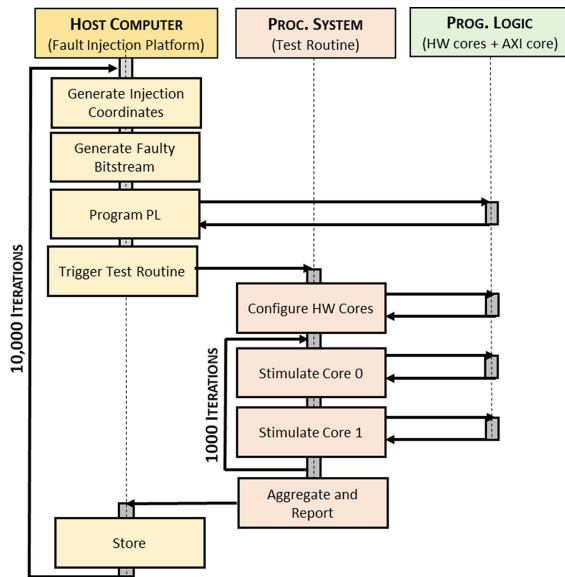 HOST COMPUTER
(Fault Injection Platform)
PROC. SYSTEM
(Test Routine)
PROG. LOGIC
(HW cores + AXI core)
Generate Injection
Coordinates
Generate Faulty
Bitstream
Program PL
Trigger Test Routine
Configure HW Cores
Stimulate Core 0
Stimulate Core 1
Aggregate and
Report
Store
10,000 ITERATIONS
1000 ITERATIONS